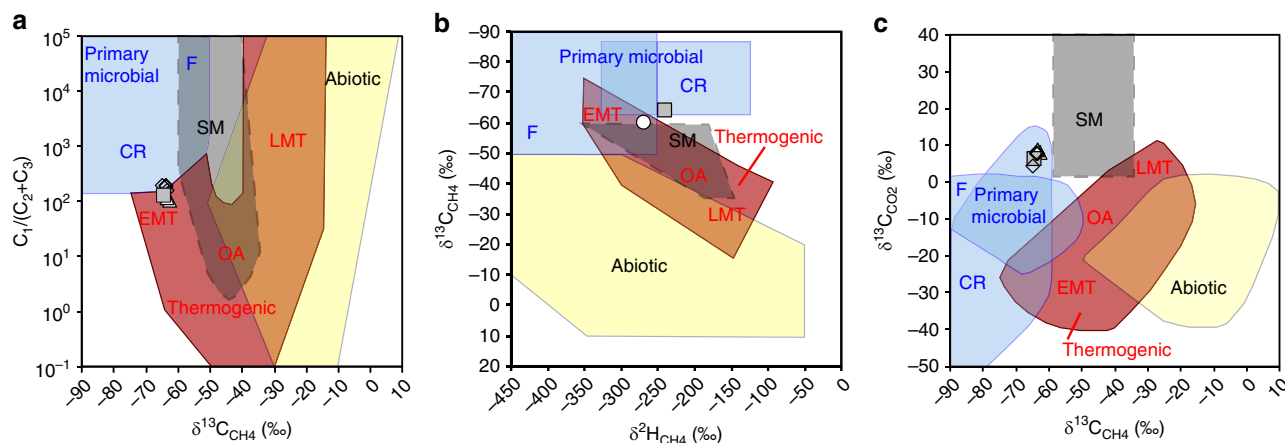 a
C1/(C2+C3)
10^5
10^4
10^3
10^2
10^1
10^0
10^−1
Primary
microbial
F
Abiotic
SM
LMT
CR
EMT
OA
Thermogenic
−90 −80 −70 −60 −50 −40 −30 −20 −10 0 10
δ13C_CH4 (‰)
b
δ13C_CH4 (‰)
−90
−80
−70
−60
−50
−40
−30
−20
−10
0
10
20
Primary microbial
CR
EMT
F
SM
Thermogenic
OA
LMT
Abiotic
−450 −400 −350 −300 −250 −200 −150 −100 −50 0
δ2H_CH4 (‰)
c
δ13C_CO2 (‰)
40
30
20
10
0
−10
−20
−30
−40
−50
SM
LMT
F
Primary
microbial
OA
CR
EMT
Abiotic
Thermogenic
−90 −80 −70 −60 −50 −40 −30 −20 −10 0 10
δ13C_CH4 (‰)